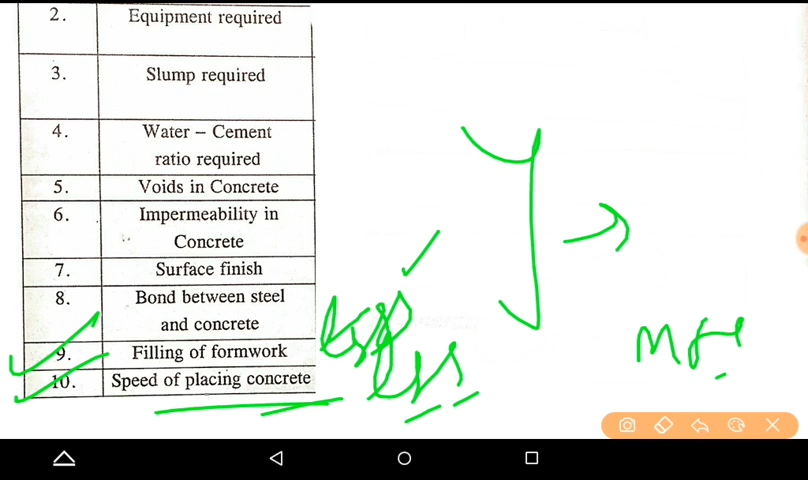 2. Equipment required
3. Slump required
4. Water – Cement
ratio required
5. Voids in Concrete
6. Impermeability in
Concrete
7. Surface finish
8. Bond between steel
and concrete
9. Filling of formwork
10. Speed of placing concrete
less